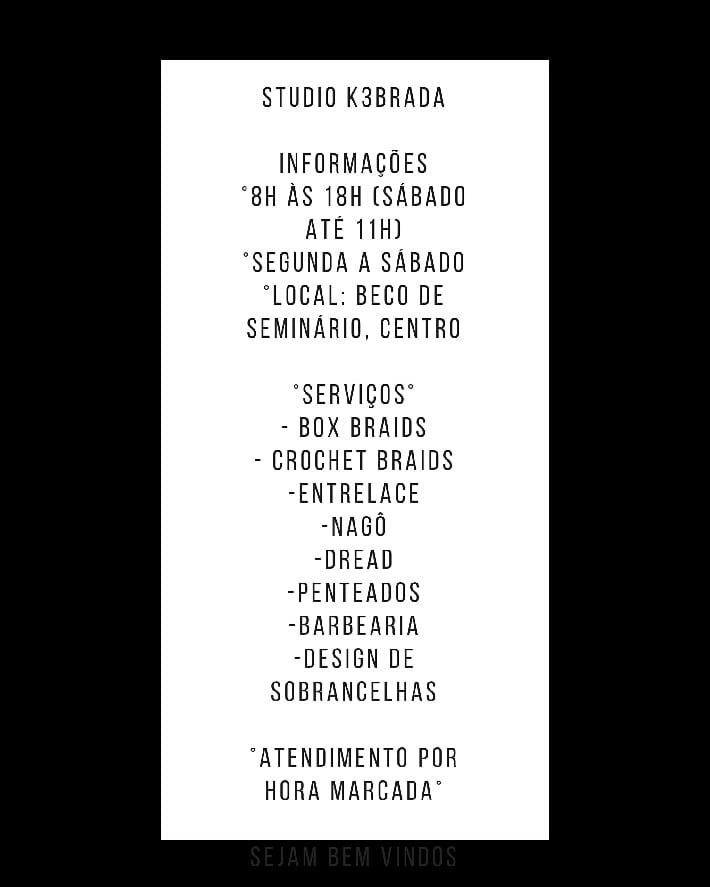 STUDIO K3BRADA
INFORMAÇÕES
°8H ÀS 18H (SÁBADO
ATÉ 11H)
°SEGUNDA A SÁBADO
°LOCAL: BECO DE
SEMINÁRIO, CENTRO
°SERVIÇOS°
- BOX BRAIDS
- CROCHET BRAIDS
-ENTRELACE
-NAGÔ
-DREAD
-PENTEADOS
-BARBEARIA
-DESIGN DE
SOBRANCELHAS
°ATENDIMENTO POR
HORA MARCADA°
SEJAM BEM VINDOS